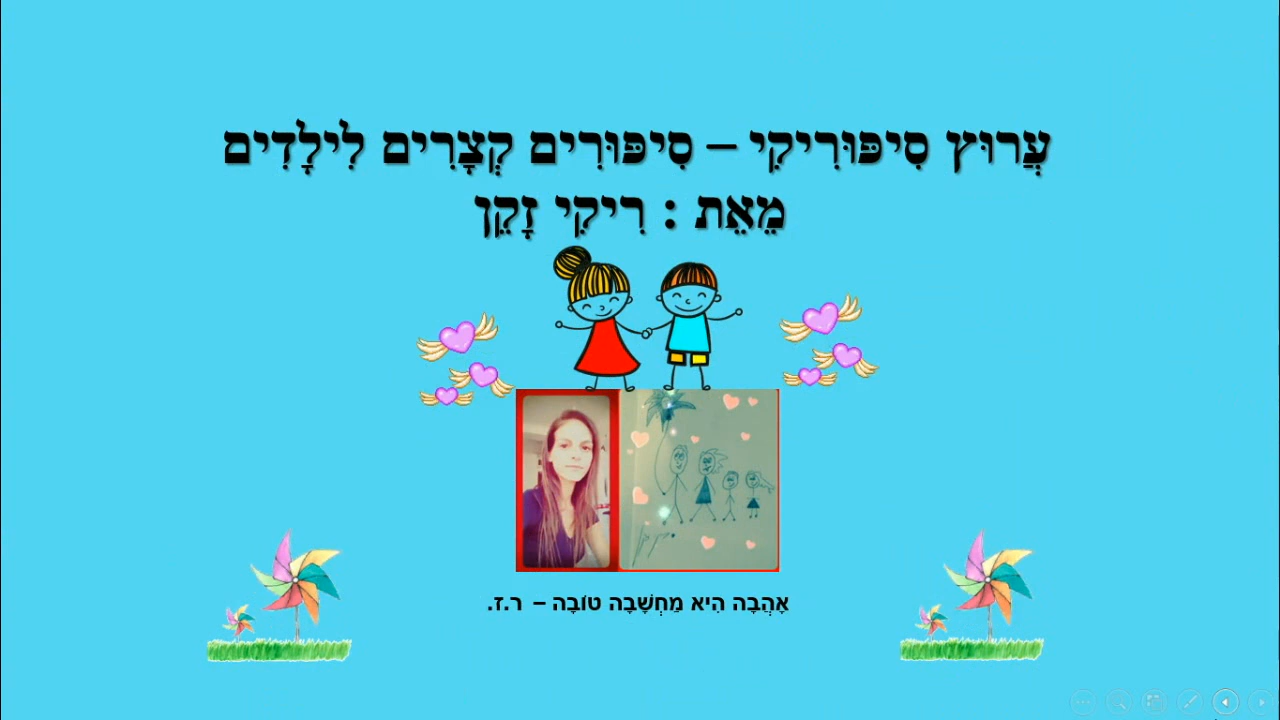 עֲרוּץ סִיפּוּרִיקִי – סִיפּוּרִים קְצָרִים לִילָדִים
מֵאֵת : רִיקִי זָקֵן
אָהֲבָה הִיא מַחְשָׁבָה טוֹבָה – ר.ז.